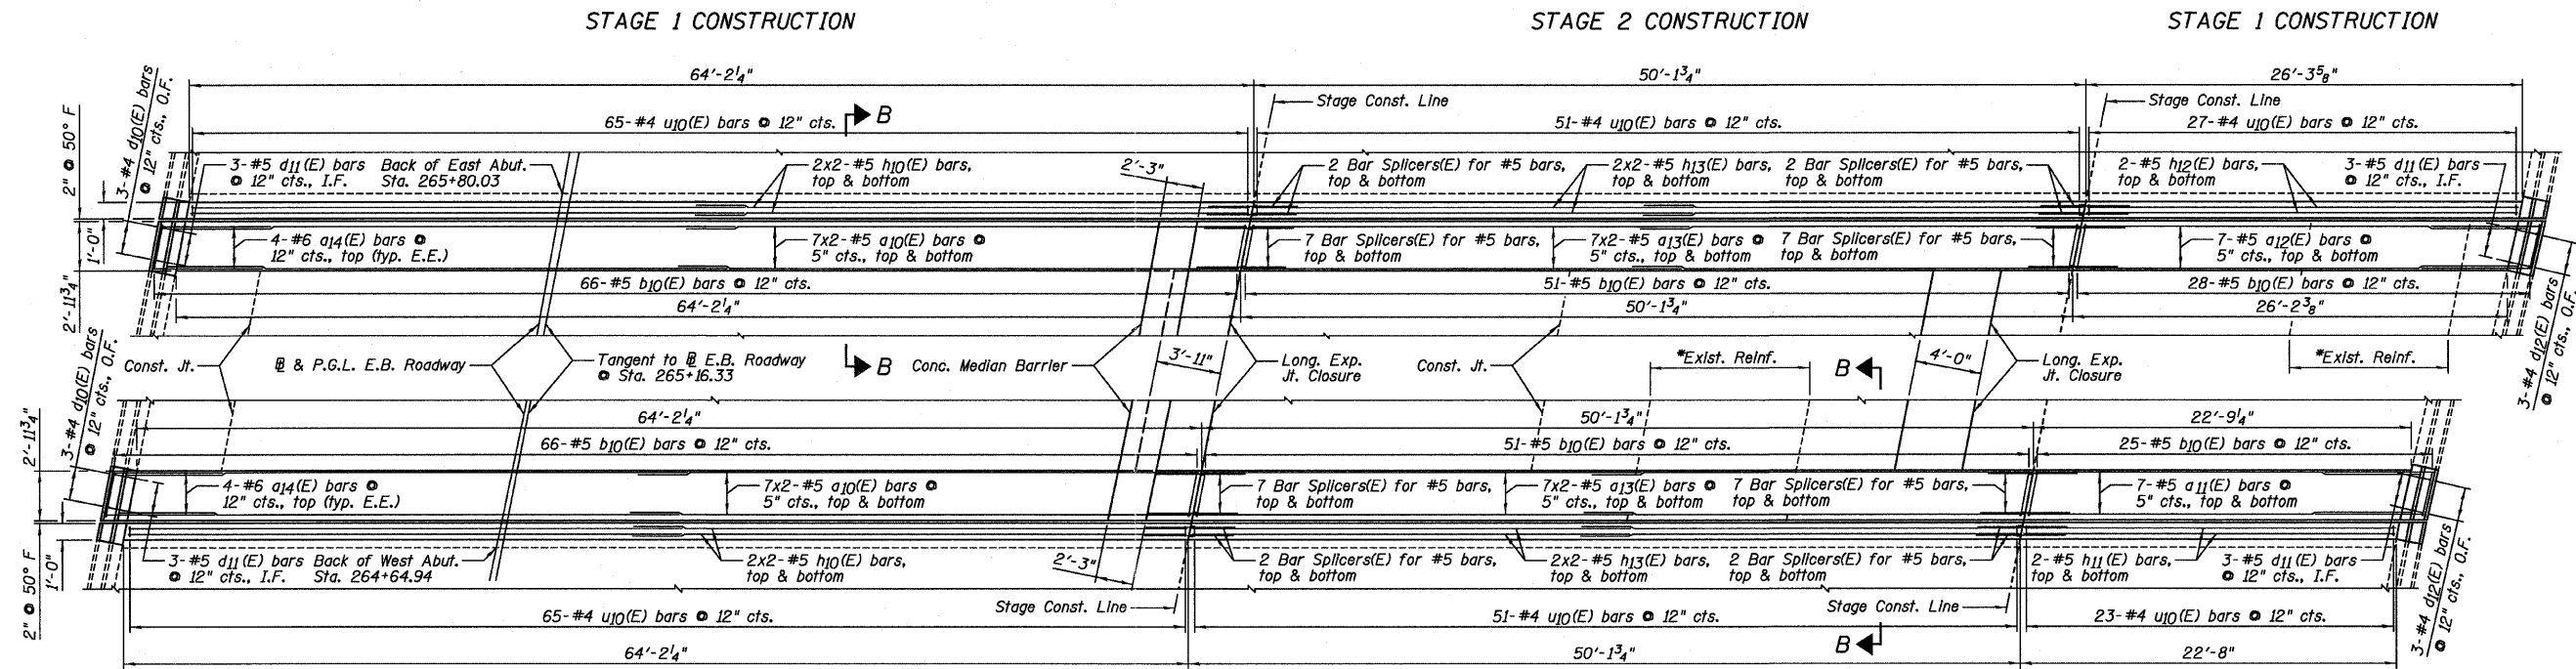 STAGE 1 CONSTRUCTION
STAGE 2 CONSTRUCTION
STAGE 1 CONSTRUCTION
64'-2¼"
50'-1¾"
26'-3⅝"
3-#4 d10(E) bars
@ 12" cts., O.F.
2" @ 50° F
1'-0"
2'-11¾"
Stage Const. Line
Stage Const. Line
B
65-#4 u10(E) bars @ 12" cts.
51-#4 u10(E) bars @ 12" cts.
27-#4 u10(E) bars @ 12" cts.
3-#5 d11(E) bars
@ 12" cts., I.F.
Back of East Abut.
Sta. 265+80.03
2x2-#5 h10(E) bars,
top & bottom
2'-3"
2 Bar Splicers(E) for #5 bars,
top & bottom
2x2-#5 h13(E) bars,
top & bottom
2 Bar Splicers(E) for #5 bars,
top & bottom
2-#5 h12(E) bars,
top & bottom
3-#5 d11(E) bars
@ 12" cts., I.F.
4-#6 a14(E) bars @
12" cts., top (typ. E.E.)
7x2-#5 a10(E) bars @
5" cts., top & bottom
7 Bar Splicers(E) for #5 bars,
top & bottom
7x2-#5 a13(E) bars @
5" cts., top & bottom
7 Bar Splicers(E) for #5 bars,
top & bottom
7-#5 a12(E) bars @
5" cts., top & bottom
66-#5 b10(E) bars @ 12" cts.
51-#5 b10(E) bars @ 12" cts.
28-#5 b10(E) bars @ 12" cts.
64'-2¼"
50'-1¾"
26'-2⅜"
3-#4 d12(E) bars
@ 12" cts., O.F.
Const. Jt.
℄ & P.G.L. E.B. Roadway
Tangent to ℄ E.B. Roadway
@ Sta. 265+16.33
B
Conc. Median Barrier
3'-11"
Long. Exp.
Jt. Closure
Const. Jt.
*Exist. Reinf.
B
4'-0"
Long. Exp.
Jt. Closure
*Exist. Reinf.
3-#4 d10(E) bars
@ 12" cts., O.F.
2'-11¾"
64'-2¼"
50'-1¾"
22'-9¼"
66-#5 b10(E) bars @ 12" cts.
51-#5 b10(E) bars @ 12" cts.
25-#5 b10(E) bars @ 12" cts.
4-#6 a14(E) bars @
12" cts., top (typ. E.E.)
7x2-#5 a10(E) bars @
5" cts., top & bottom
7 Bar Splicers(E) for #5 bars,
top & bottom
7x2-#5 a13(E) bars @
5" cts., top & bottom
7 Bar Splicers(E) for #5 bars,
top & bottom
7-#5 a11(E) bars @
5" cts., top & bottom
2" @ 50° F
1'-0"
3-#5 d11(E) bars
@ 12" cts., I.F.
Back of West Abut.
Sta. 264+64.94
2x2-#5 h10(E) bars,
top & bottom
2'-3"
2 Bar Splicers(E) for #5 bars,
top & bottom
2x2-#5 h13(E) bars,
top & bottom
2 Bar Splicers(E) for #5 bars,
top & bottom
2-#5 h11(E) bars,
top & bottom
3-#5 d11(E) bars
@ 12" cts., I.F.
3-#4 d12(E) bars
@ 12" cts., O.F.
Stage Const. Line
Stage Const. Line
65-#4 u10(E) bars @ 12" cts.
51-#4 u10(E) bars @ 12" cts.
23-#4 u10(E) bars @ 12" cts.
B
64'-2¼"
50'-1¾"
22'-8"